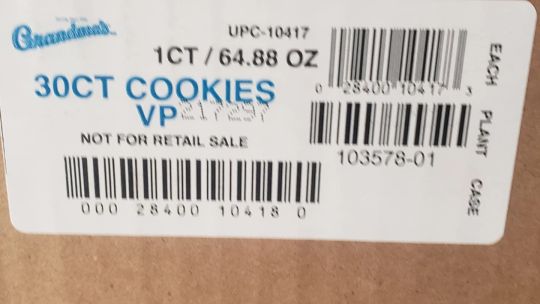 Grandma's
UPC-10417
1CT / 64.88 OZ
0 28400 10417 3
30CT COOKIES
VP 217297
NOT FOR RETAIL SALE
103578-01
000 28400 10418 0
EACH
PLANT
CASE